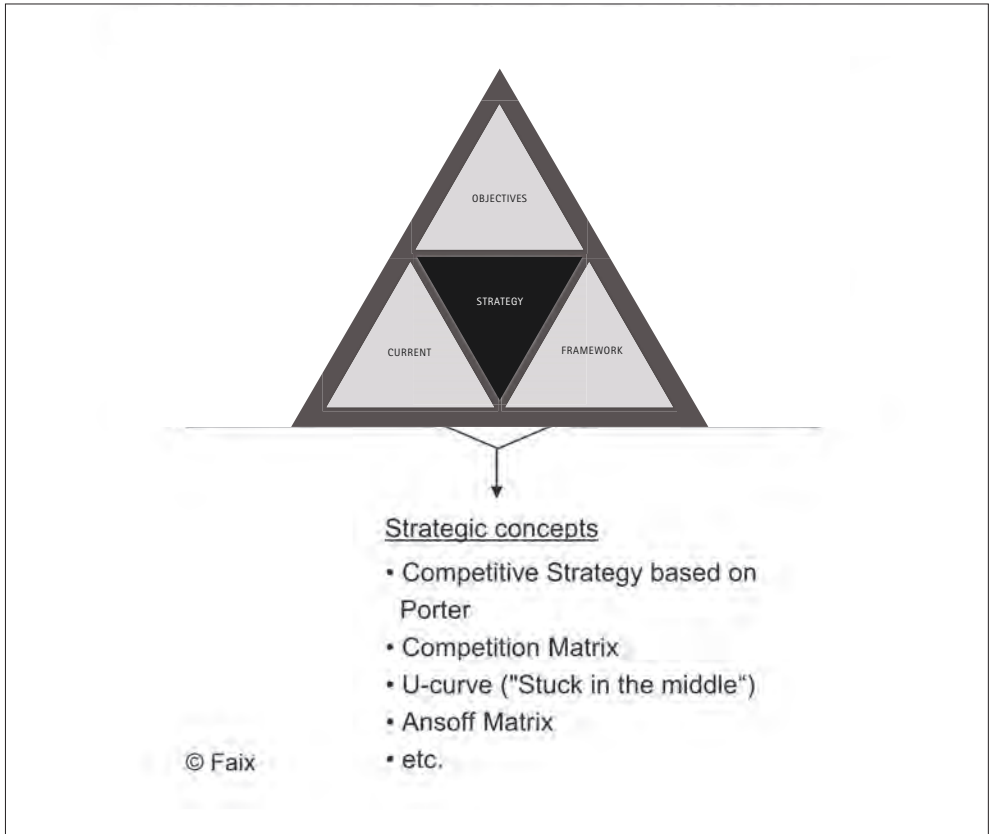 OBJECTIVES
STRATEGY
CURRENT
FRAMEWORK
Strategic concepts
• Competitive Strategy based on
Porter
• Competition Matrix
• U-curve ("Stuck in the middle“)
• Ansoff Matrix
• etc.
© Faix